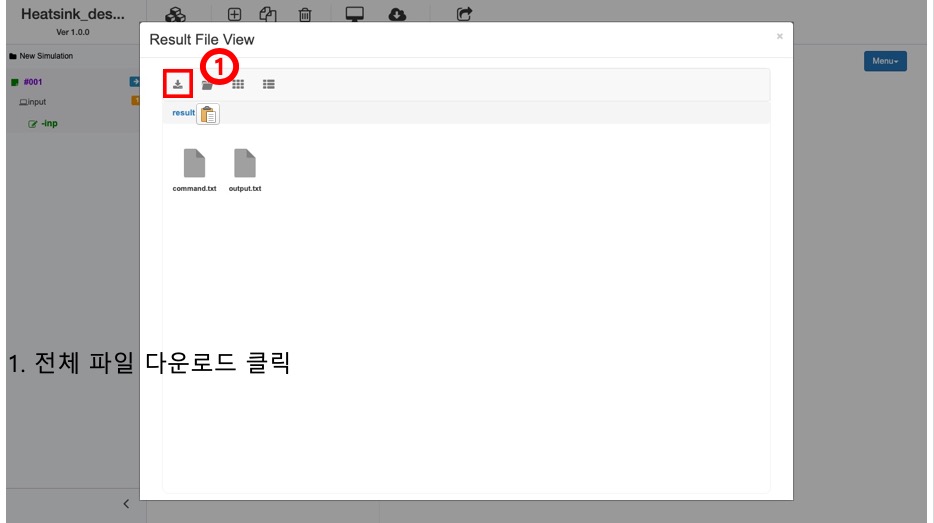 Heatsink_des...
Ver 1.0.0
New Simulation
#001
input
-inp
Result File View
×
Menu
1
result
command.txt
output.txt
1. 전체 파일 다운로드 클릭